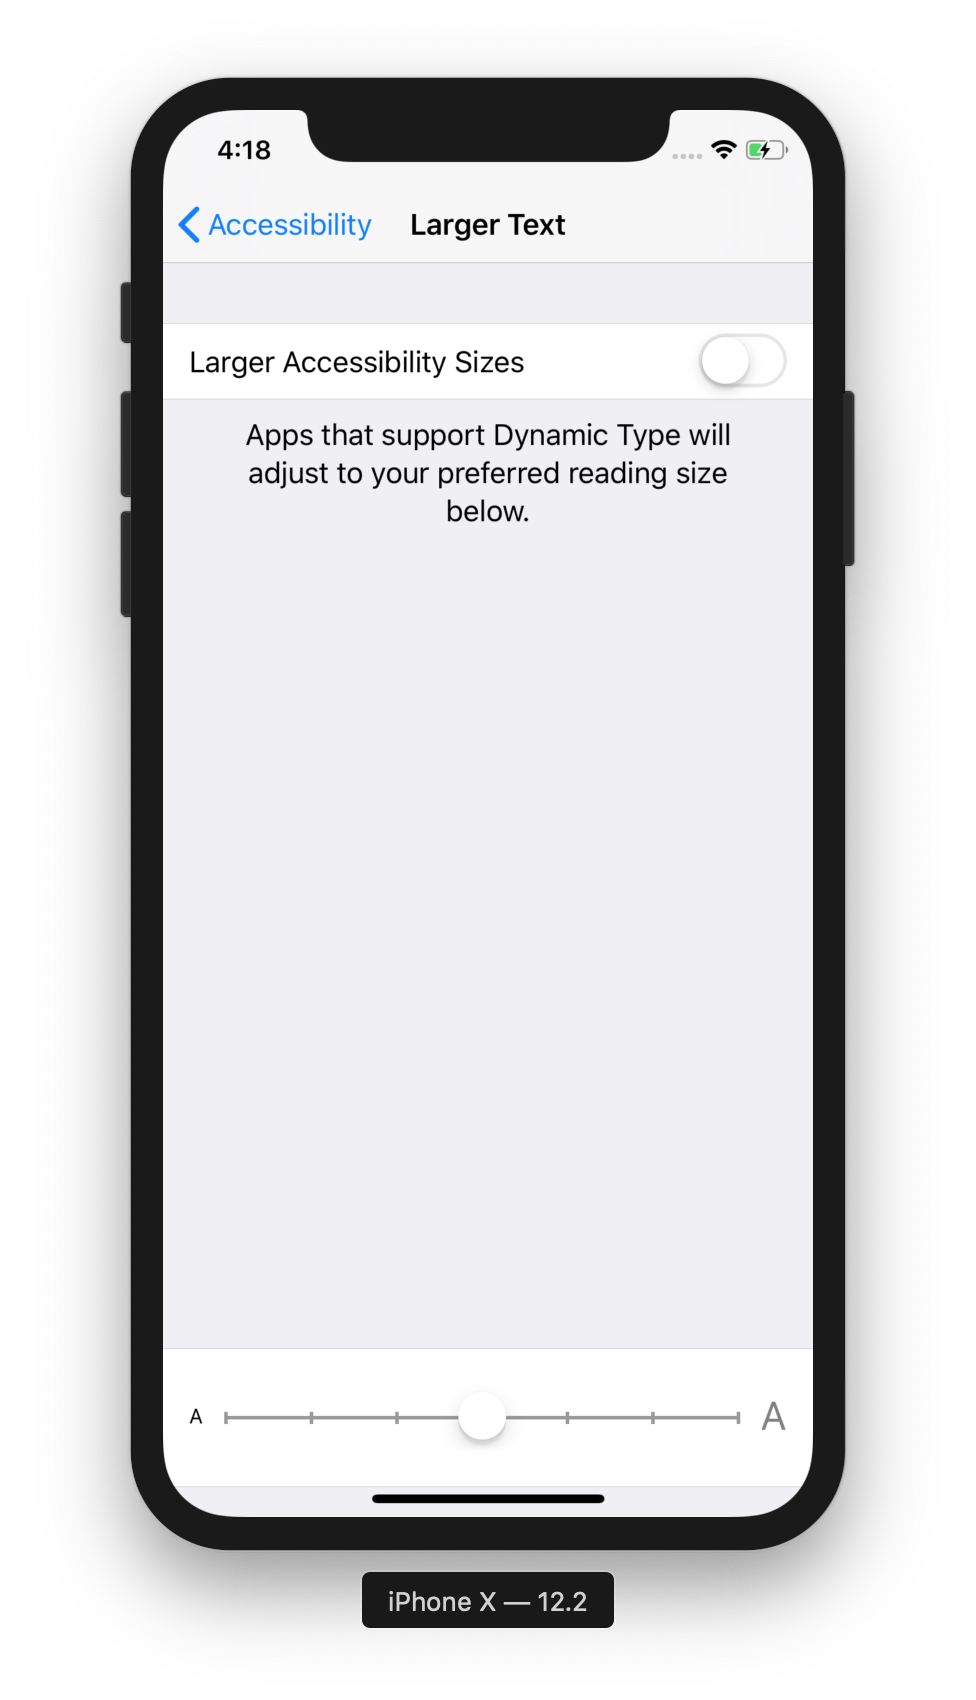 4:18
Accessibility Larger Text
Larger Accessibility Sizes
Apps that support Dynamic Type will
adjust to your preferred reading size
below.
A A
iPhone X — 12.2